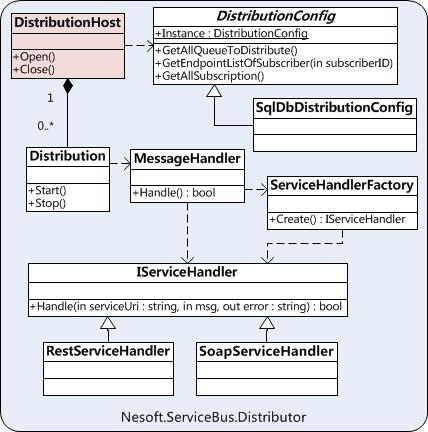 DistributionHost
+Open()
+Close()
DistributionConfig
+Instance : DistributionConfig
+GetAllQueueToDistribute()
+GetEndpointListOfSubscriber(in subscriberID)
+GetAllSubscription()
1
0..*
SqlDbDistributionConfig
Distribution
+Start()
+Stop()
MessageHandler
+Handle() : bool
ServiceHandlerFactory
+Create() : IServiceHandler
IServiceHandler
+Handle(in serviceUri : string, in msg, out error : string) : bool
RestServiceHandler
SoapServiceHandler
Nesoft.ServiceBus.Distributor